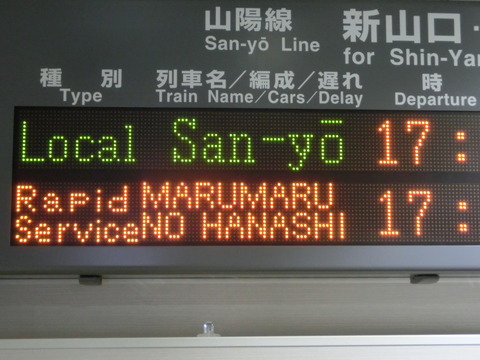 山陽線 新山口・
San-yō Line for Shin-Ya
種別 列車名／編成／遅れ 時
Type Train Name/Cars/Delay Departure
Local San-yō 17:
Rapid Service MARUMARU NO HANASHI 17: